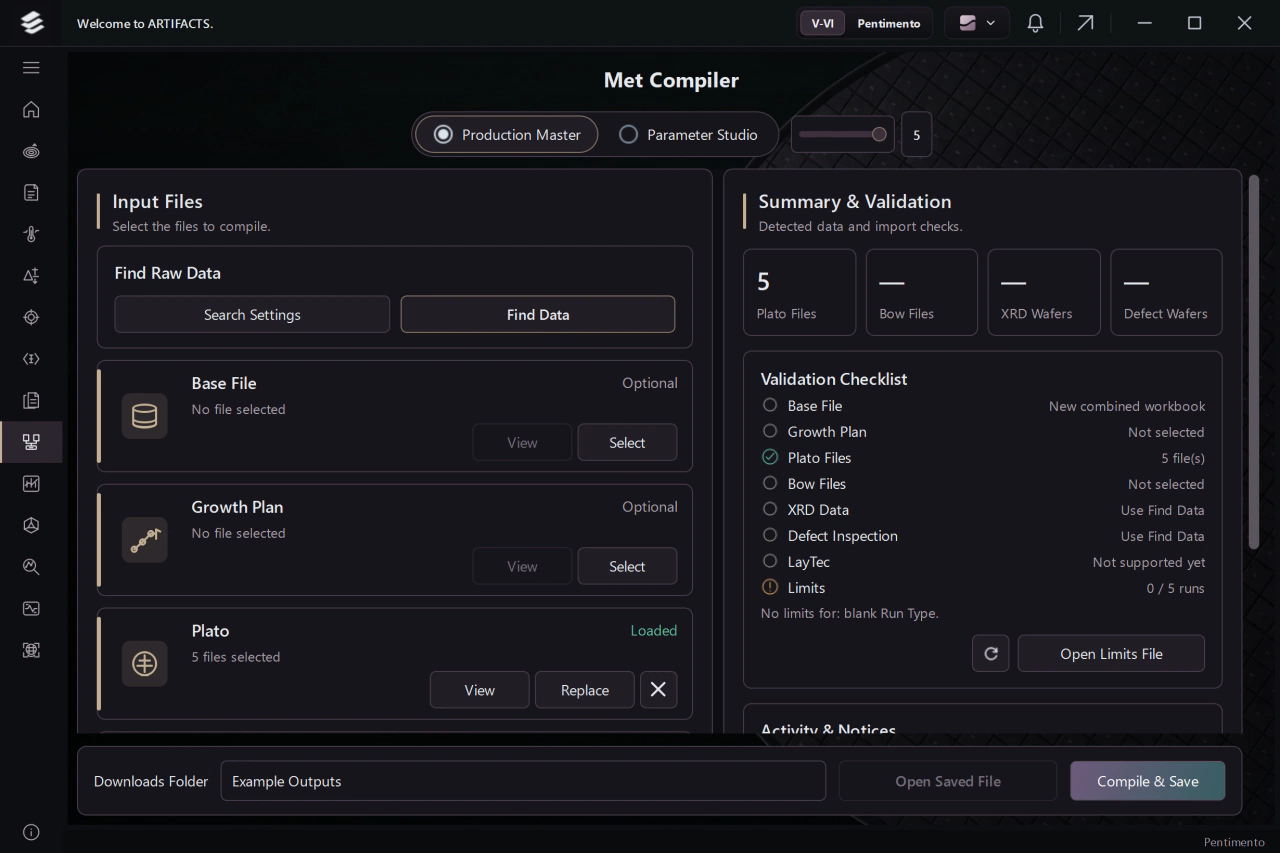 Welcome to ARTIFACTS.
V-VI Pentimento
Met Compiler
Production Master
Parameter Studio
5
Input Files
Select the files to compile.
Find Raw Data
Search Settings
Find Data
Base File
Optional
No file selected
View
Select
Growth Plan
Optional
No file selected
View
Select
Plato
Loaded
5 files selected
View
Replace
Summary & Validation
Detected data and import checks.
5
Plato Files
—
Bow Files
—
XRD Wafers
—
Defect Wafers
Validation Checklist
Base File New combined workbook
Growth Plan Not selected
Plato Files 5 file(s)
Bow Files Not selected
XRD Data Use Find Data
Defect Inspection Use Find Data
LayTec Not supported yet
Limits 0 / 5 runs
No limits for: blank Run Type.
Open Limits File
Activity & Notices
Downloads Folder
Example Outputs
Open Saved File
Compile & Save
Pentimento